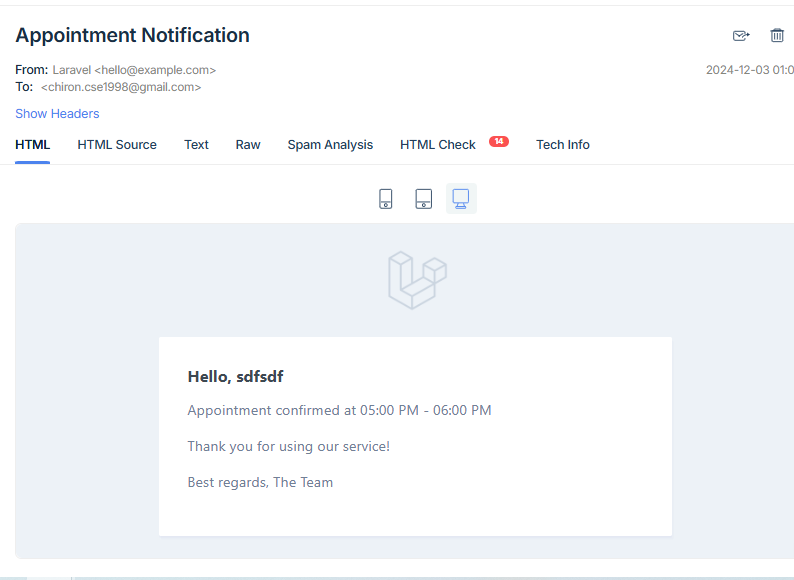 Appointment Notification
From: Laravel <hello@example.com>
2024-12-03 01:0
To: <chiron.cse1998@gmail.com>
Show Headers
HTML HTML Source Text Raw Spam Analysis HTML Check 14 Tech Info
Hello, sdfsdf
Appointment confirmed at 05:00 PM - 06:00 PM
Thank you for using our service!
Best regards, The Team